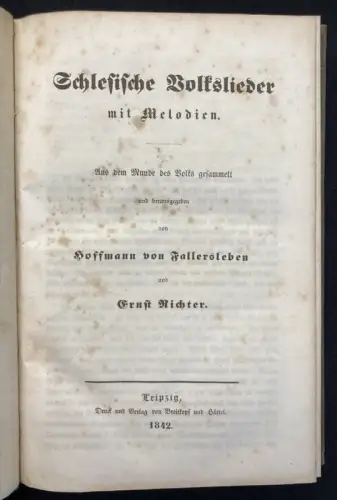 Schlesische Volkslieder
mit Melodien.
Aus dem Munde des Volks gesammelt
und herausgegeben
von
Hoffmann von Fallersleben
und
Ernst Richter.
Leipzig,
Druck und Verlag von Breitkopf und Härtel.
1842.